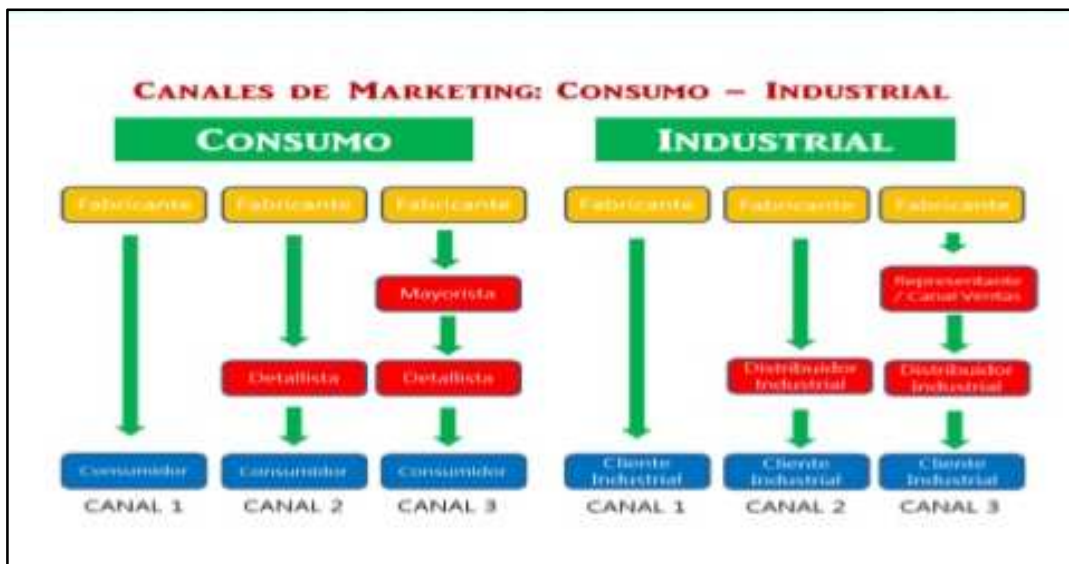 CANALES DE MARKETING: CONSUMO – INDUSTRIAL
CONSUMO
Fabricante Fabricante Fabricante
Mayorista
Detallista Detallista
Consumidor Consumidor Consumidor
CANAL 1 CANAL 2 CANAL 3
INDUSTRIAL
Fabricante Fabricante Fabricante
Representante
/ Canal Ventas
Distribuidor Distribuidor
Industrial Industrial
Cliente Cliente Cliente
Industrial Industrial Industrial
CANAL 1 CANAL 2 CANAL 3